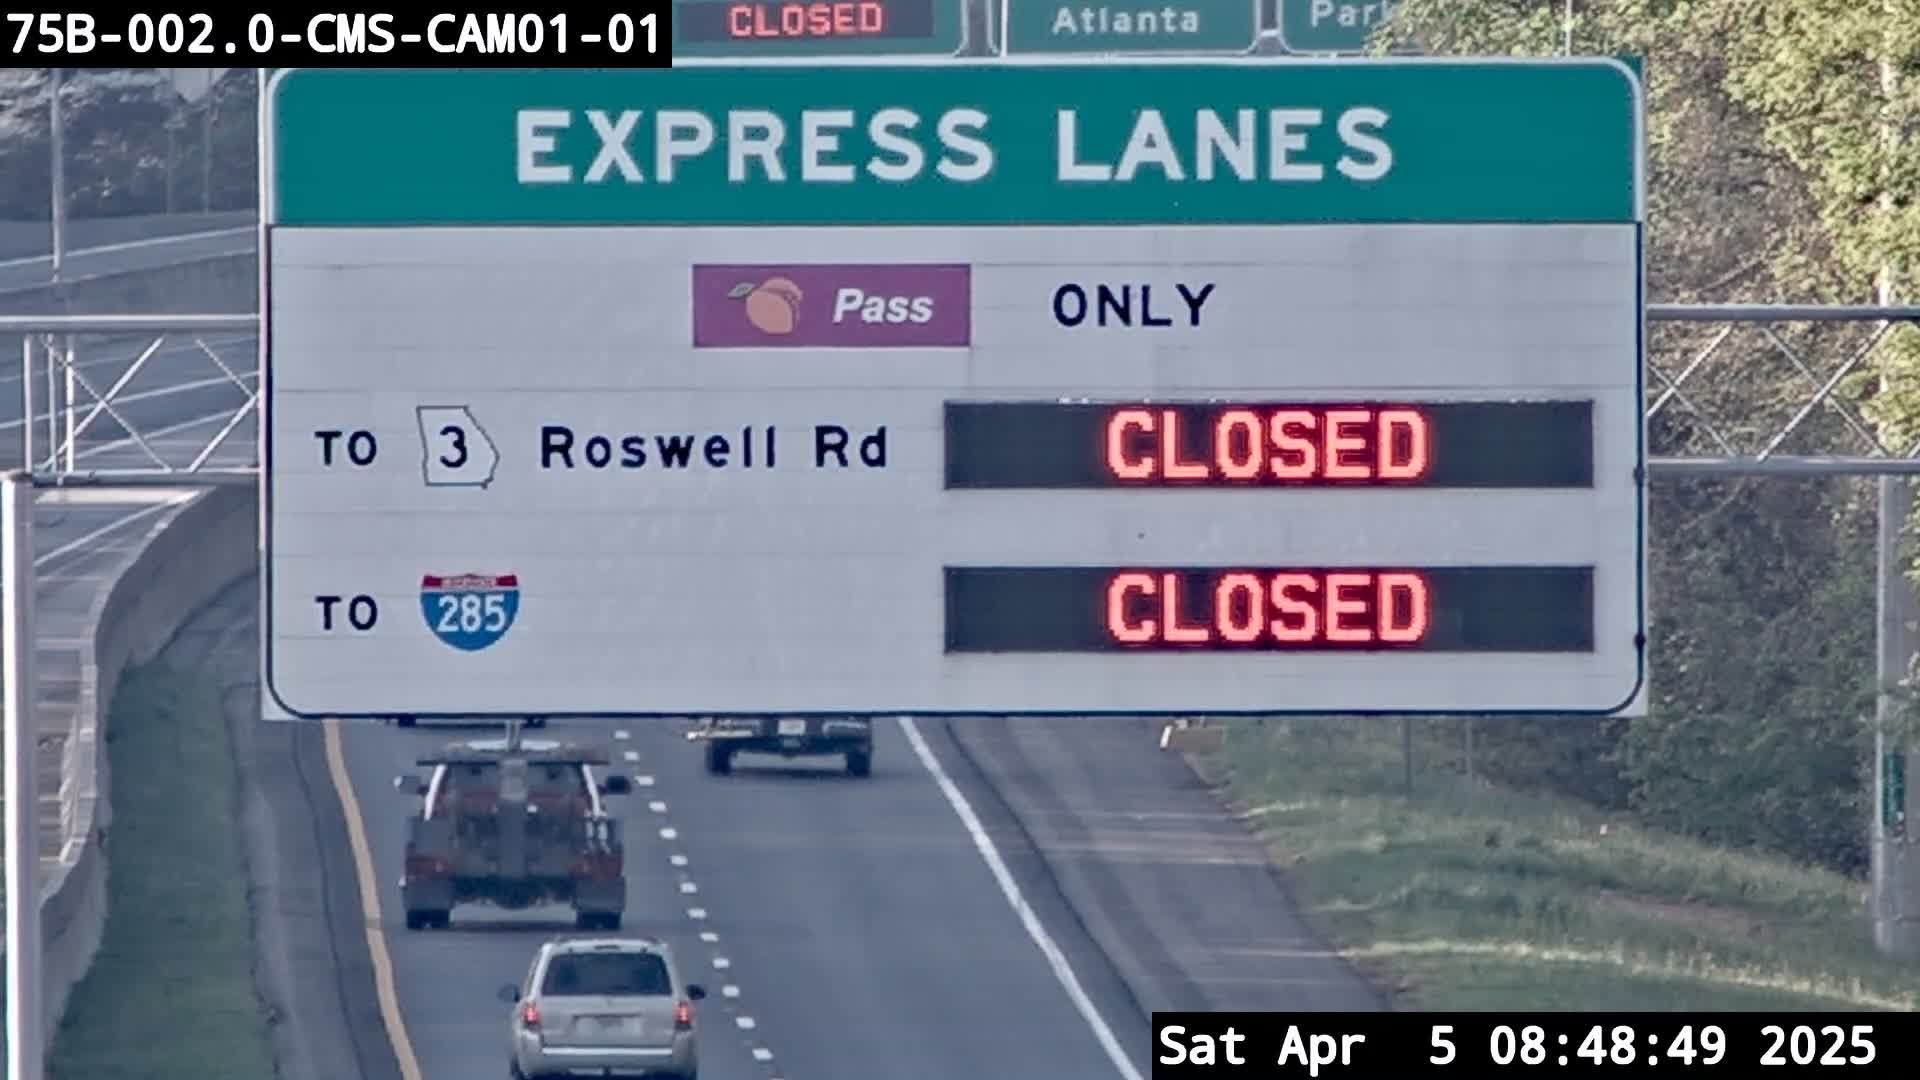 75B-002.0-CMS-CAM01-01
CLOSED
Atlanta
EXPRESS LANES
Pass ONLY
TO 3 Roswell Rd CLOSED
TO 285 CLOSED
Sat Apr 5 08:48:49 2025